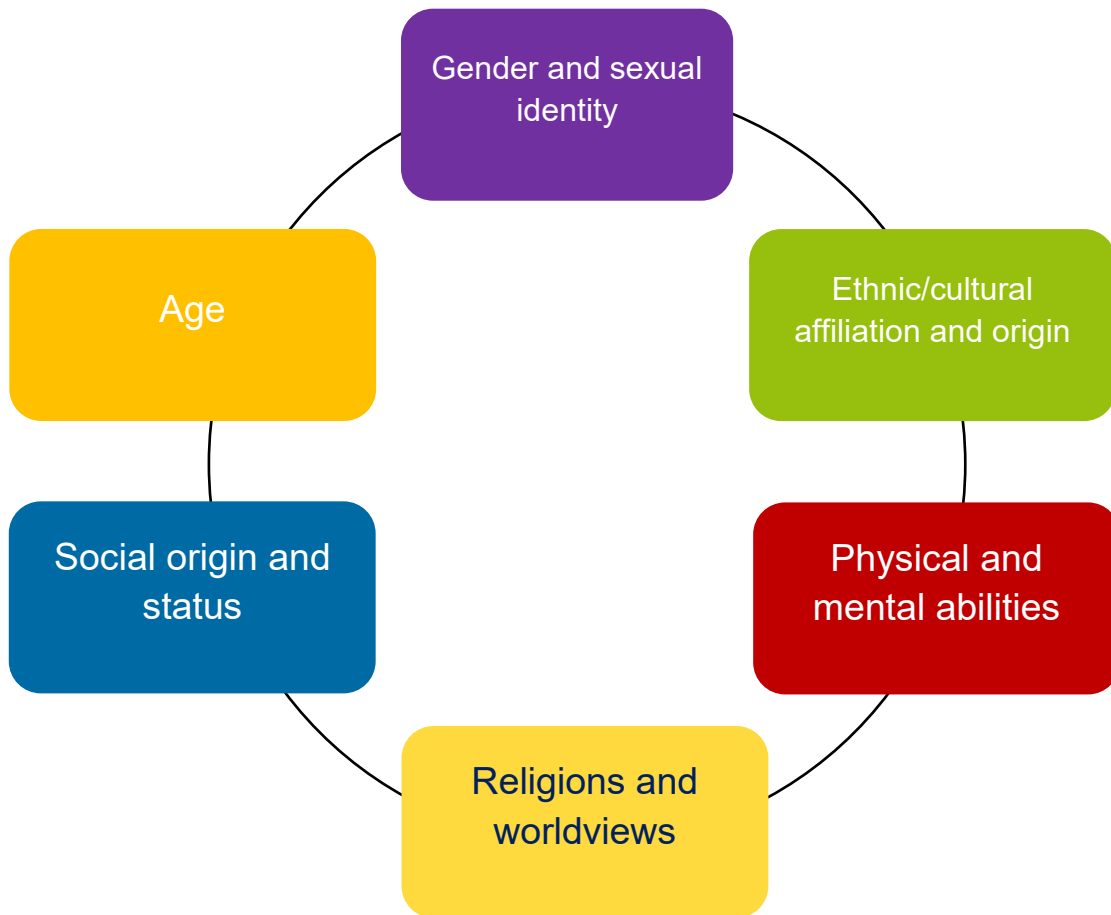 Gender and sexual
identity
Age
Ethnic/cultural
affiliation and origin
Social origin and
status
Physical and
mental abilities
Religions and
worldviews